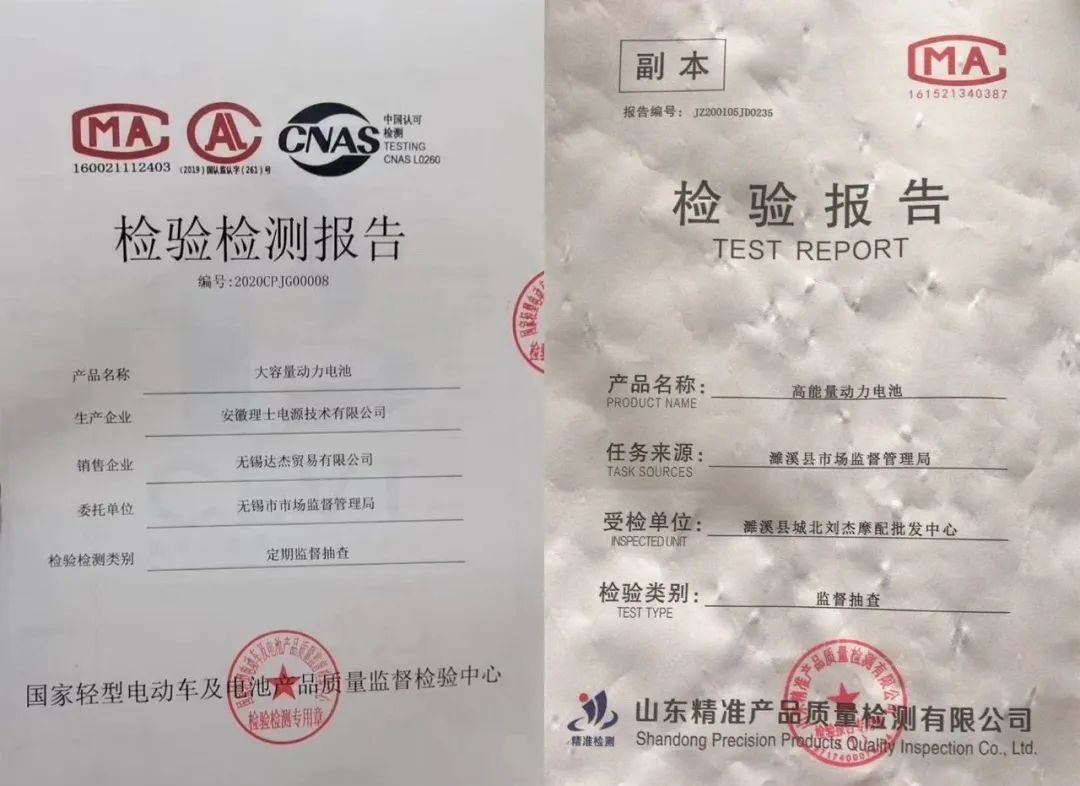 CMA
160021112403
CAL
(2019)国认监认字(261)号
CNAS
中国认可
检测
TESTING
CNAS L0260
检验检测报告
编号:2020CPJG00008
产品名称 大容量动力电池
生产企业 安徽理士电源技术有限公司
销售企业 无锡达杰贸易有限公司
委托单位 无锡市市场监督管理局
检验检测类别 定期监督抽查
国家轻型电动车及电池产品质量监督检验中心
检验检测专用章
副本
报告编号: JZ200105JD0235
CMA
161521340387
检验报告
TEST REPORT
产品名称: 高能量动力电池
PRODUCT NAME
任务来源: 濉溪县市场监督管理局
TASK SOURCES
受检单位: 濉溪县城北刘杰摩配批发中心
INSPECTED UNIT
检验类别: 监督抽查
TEST TYPE
精准检测
山东精准产品质量检测有限公司
Shandong Precision Products Quality Inspection Co., Ltd.